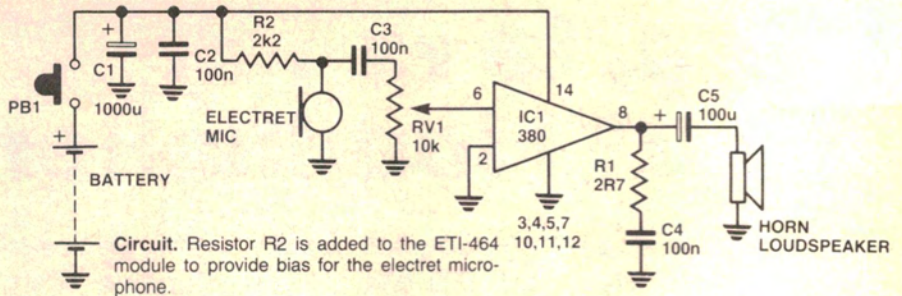 R2
2k2
C3
100n
+
C1
1000u
C2
100n
PB1
ELECTRET
MIC
RV1
10k
6
2
14
IC1
380
8
+
C5
100u
R1
2R7
+
BATTERY
3,4,5,7
10,11,12
C4
100n
HORN
LOUDSPEAKER
Circuit. Resistor R2 is added to the ETI-464
module to provide bias for the electret micro-
phone.